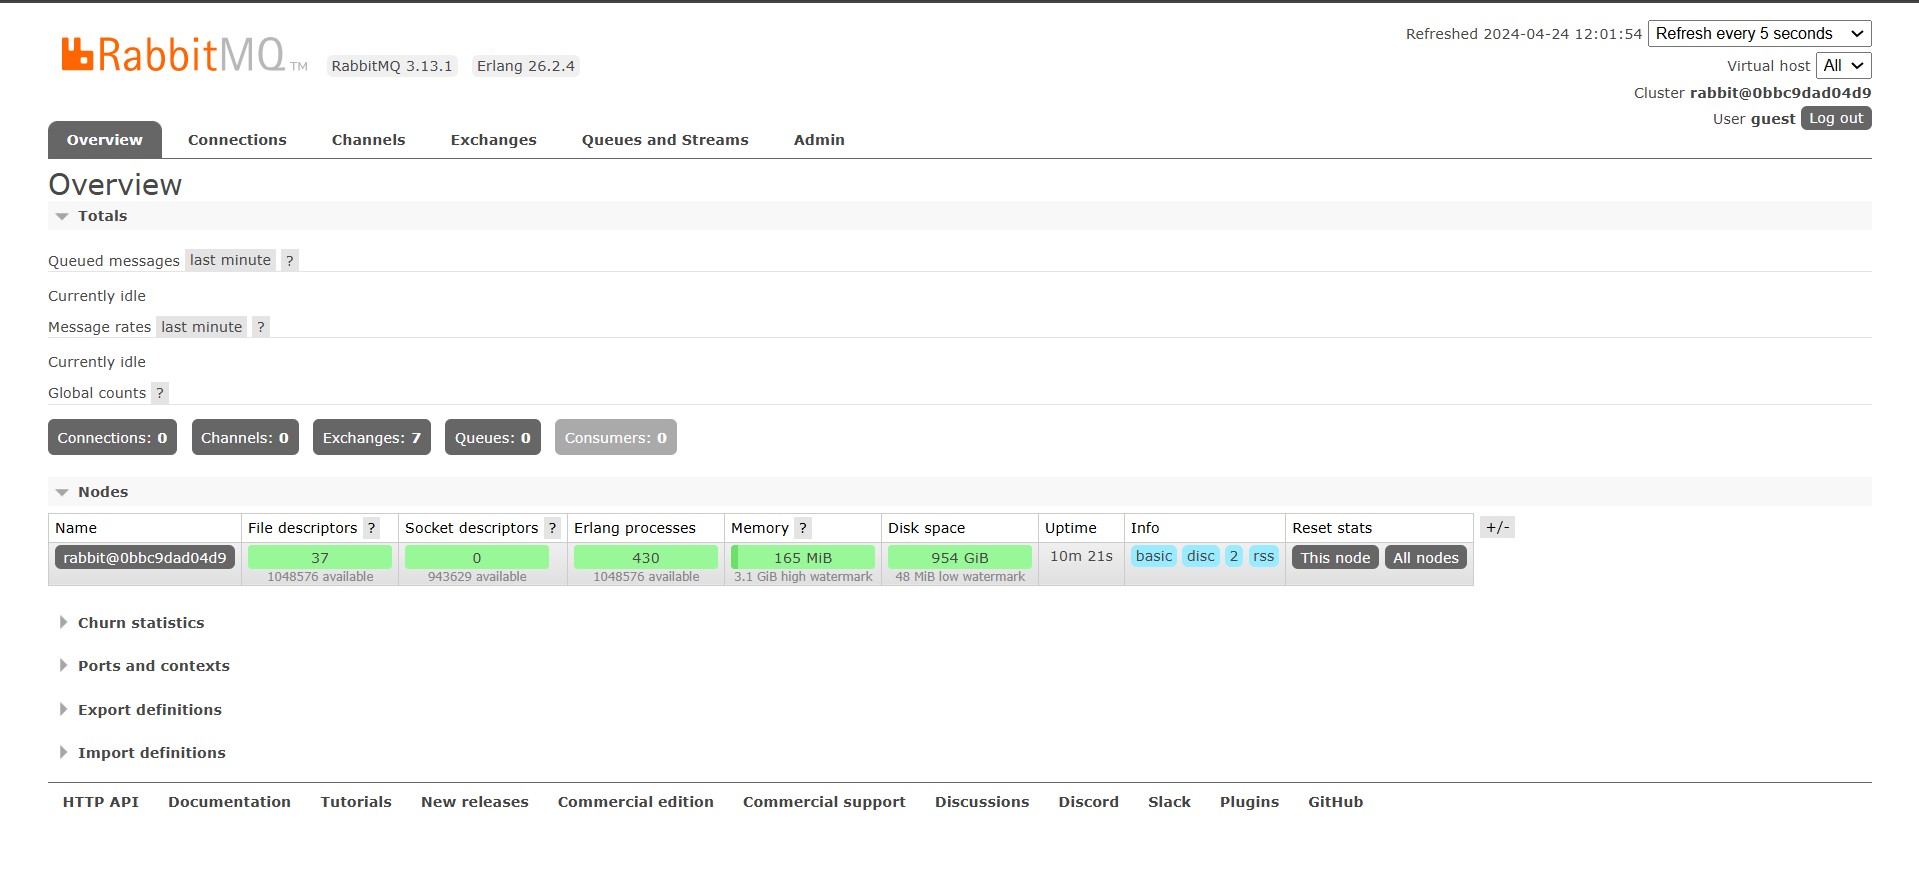 RabbitMQ TM RabbitMQ 3.13.1 Erlang 26.2.4
Refreshed 2024-04-24 12:01:54 Refresh every 5 seconds
Virtual host All
Cluster rabbit@0bbc9dad04d9
User guest Log out
Overview Connections Channels Exchanges Queues and Streams Admin
Overview
Totals
Queued messages last minute ?
Currently idle
Message rates last minute ?
Currently idle
Global counts ?
Connections: 0 Channels: 0 Exchanges: 7 Queues: 0 Consumers: 0
Nodes
Name File descriptors ? Socket descriptors ? Erlang processes Memory ? Disk space Uptime Info Reset stats +/-
rabbit@0bbc9dad04d9 37 0 430 165 MiB 954 GiB 10m 21s basic disc 2 rss This node All nodes
1048576 available 943629 available 1048576 available 3.1 GiB high watermark 48 MiB low watermark
Churn statistics
Ports and contexts
Export definitions
Import definitions
HTTP API Documentation Tutorials New releases Commercial edition Commercial support Discussions Discord Slack Plugins GitHub